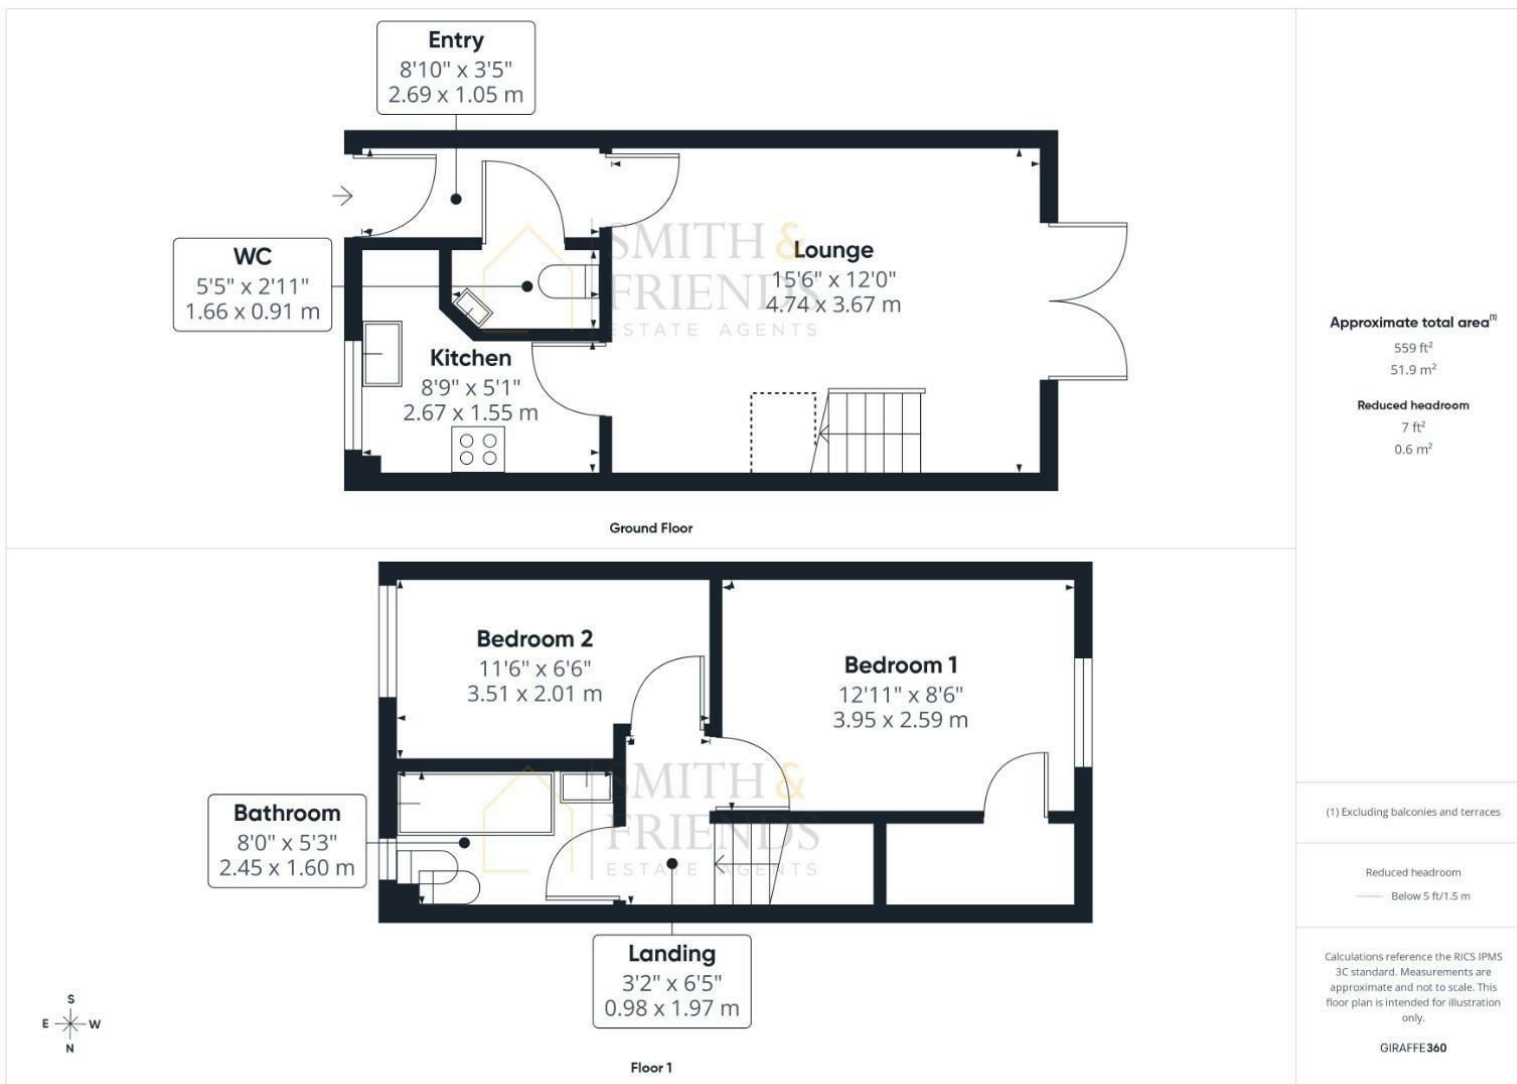 Entry
8'10" x 3'5"
2.69 x 1.05 m
WC
5'5" x 2'11"
1.66 x 0.91 m
Kitchen
8'9" x 5'1"
2.67 x 1.55 m
Lounge
15'6" x 12'0"
4.74 x 3.67 m
SMITH &
FRIENDS
ESTATE AGENTS
Ground Floor
Bedroom 2
11'6" x 6'6"
3.51 x 2.01 m
Bedroom 1
12'11" x 8'6"
3.95 x 2.59 m
Bathroom
8'0" x 5'3"
2.45 x 1.60 m
SMITH &
FRIENDS
ESTATE AGENTS
Landing
3'2" x 6'5"
0.98 x 1.97 m
S
E W
N
Floor 1
Approximate total area⁽¹⁾
559 ft²
51.9 m²
Reduced headroom
7 ft²
0.6 m²
(1) Excluding balconies and terraces
Reduced headroom
Below 5 ft/1.5 m
Calculations reference the RICS IPMS
3C standard. Measurements are
approximate and not to scale. This
floor plan is intended for illustration
only.
GIRAFFE360